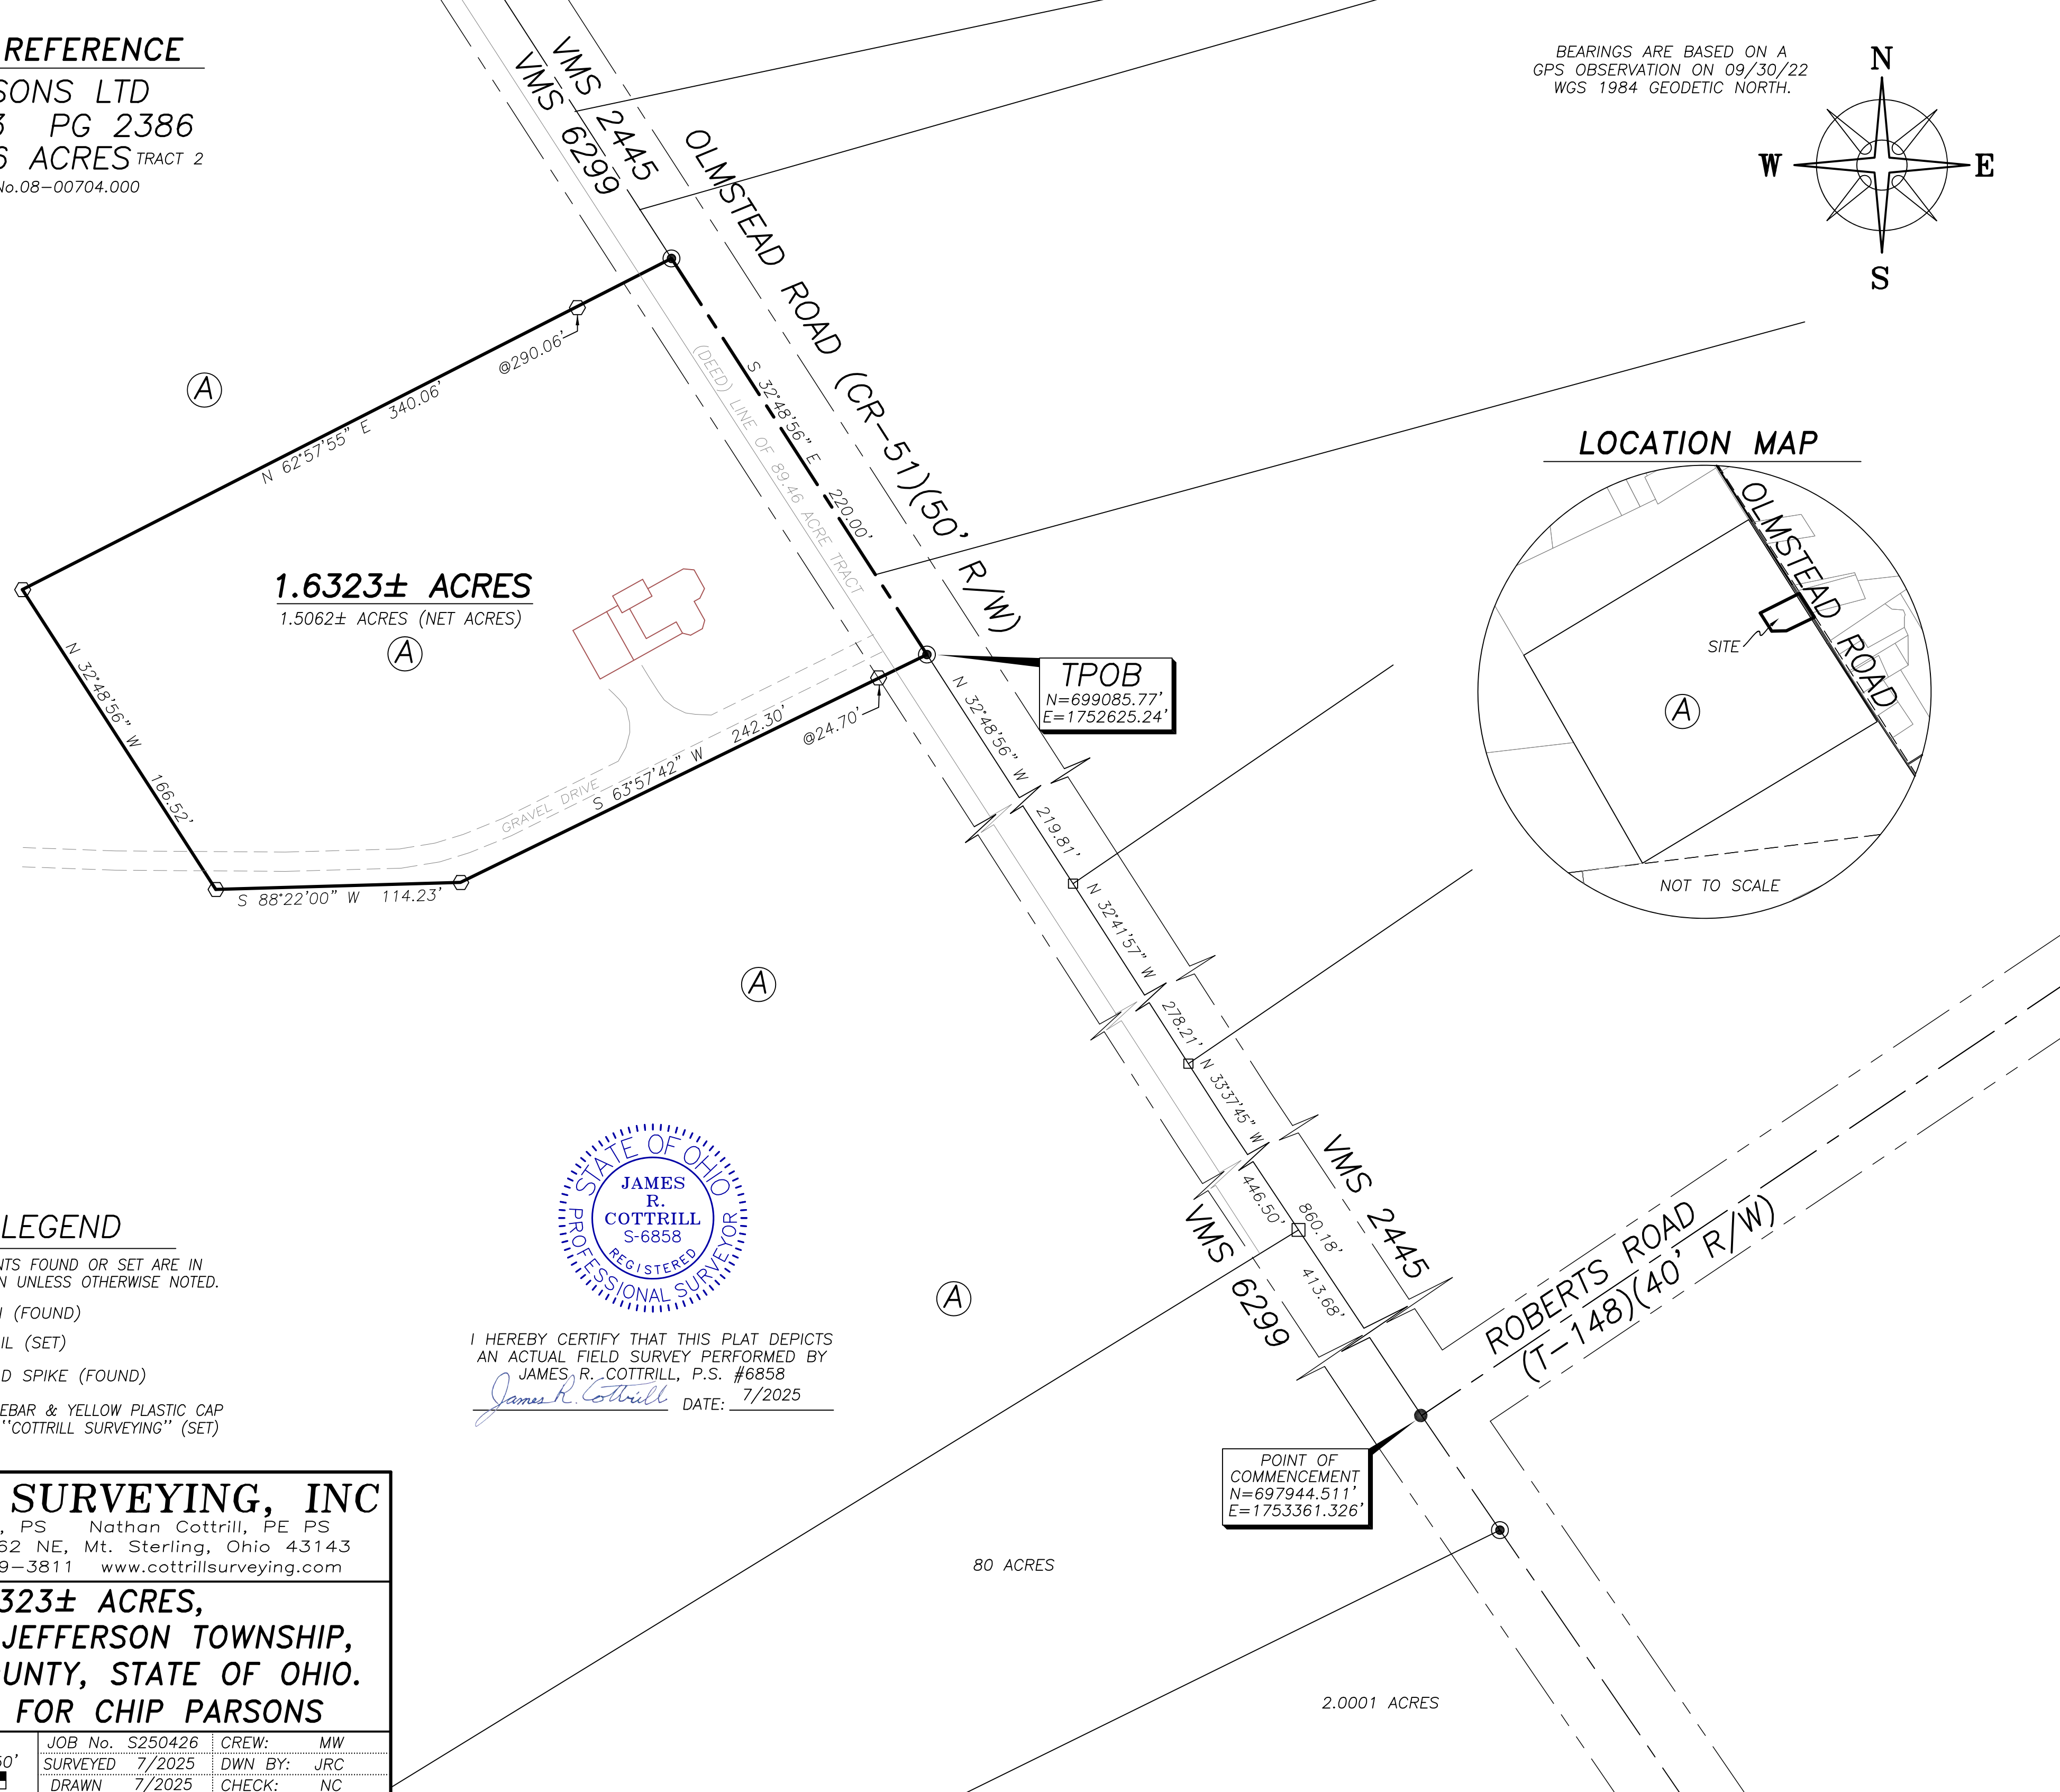 REFERENCE
SONS LTD
PG 2386
ACRES TRACT 2
No.08-00704.000
VMS 2445
VMS 6299
OLMSTEAD ROAD (CR-51)(50' R/W)
BEARINGS ARE BASED ON A
GPS OBSERVATION ON 09/30/22
WGS 1984 GEODETIC NORTH.
N
W
E
S
@290.06'
A
N 62°57'55" E 340.06'
S 32°48'56" E 220.00'
(DEED) LINE OF 89.46 ACRE TRACT
LOCATION MAP
OLMSTEAD ROAD
SITE
A
NOT TO SCALE
1.6323± ACRES
1.5062± ACRES (NET ACRES)
A
N 32°48'56" W 166.52'
GRAVEL DRIVE
S 63°57'42" W 242.30'
@24.70'
S 88°22'00" W 114.23'
TPOB
N=699085.77'
E=1752625.24'
N 32°48'56" W 219.81'
N 32°41'57" W 278.21'
N 33°37'45" W
446.50'
860.18'
413.68'
A
VMS 2445
VMS 6299
A
ROBERTS ROAD
(T-148)(40' R/W)
POINT OF
COMMENCEMENT
N=697944.511'
E=1753361.326'
80 ACRES
2.0001 ACRES
STATE OF OHIO
JAMES
R.
COTTRILL
S-6858
REGISTERED
PROFESSIONAL SURVEYOR
I HEREBY CERTIFY THAT THIS PLAT DEPICTS
AN ACTUAL FIELD SURVEY PERFORMED BY
JAMES R. COTTRILL, P.S. #6858
James R. Cottrill DATE: 7/2025
LEGEND
NTS FOUND OR SET ARE IN
N UNLESS OTHERWISE NOTED.
(FOUND)
IL (SET)
D SPIKE (FOUND)
EBAR & YELLOW PLASTIC CAP
"COTTRILL SURVEYING" (SET)
SURVEYING, INC
, PS Nathan Cottrill, PE PS
62 NE, Mt. Sterling, Ohio 43143
9-3811 www.cottrillsurveying.com
323± ACRES,
JEFFERSON TOWNSHIP,
UNTY, STATE OF OHIO.
FOR CHIP PARSONS
JOB No. S250426 CREW: MW
SURVEYED 7/2025 DWN BY: JRC
DRAWN 7/2025 CHECK: NC